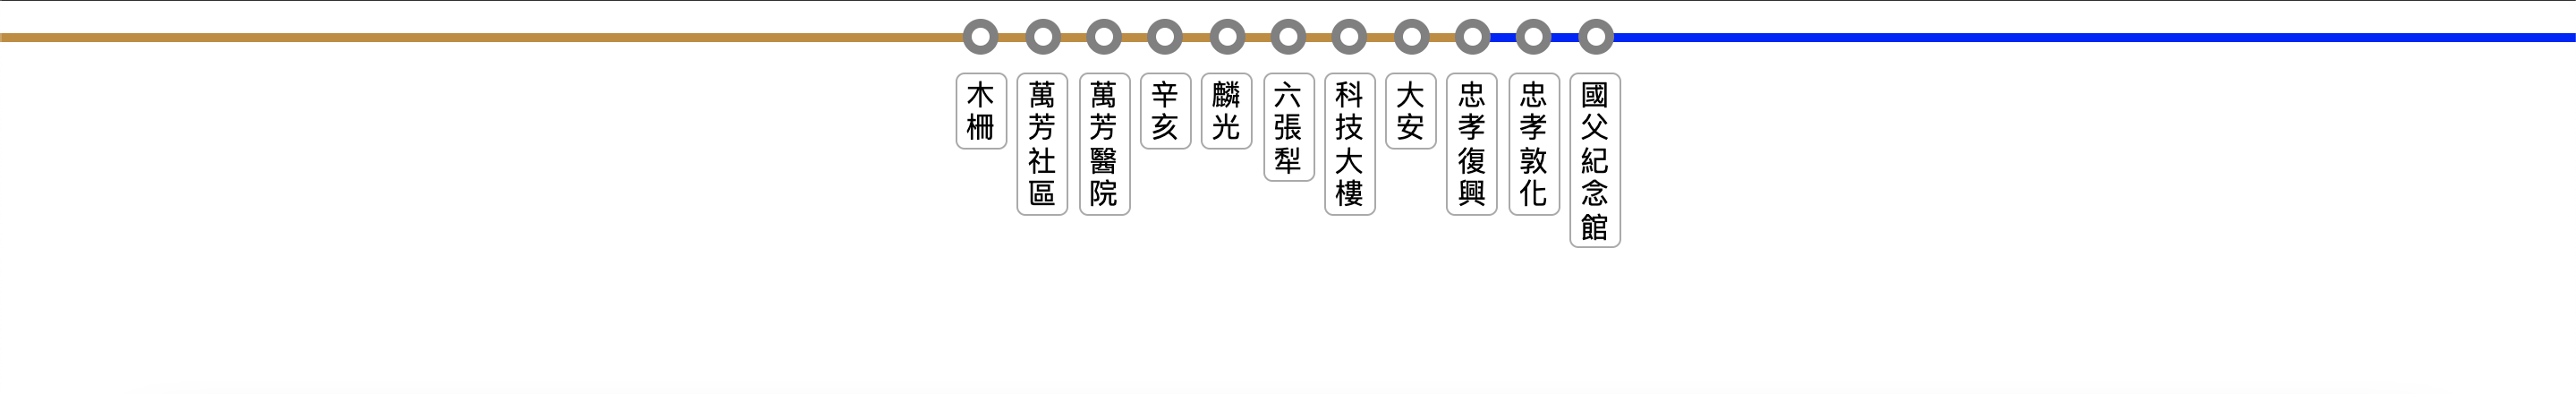 木柵
萬芳社區
萬芳醫院
辛亥
麟光
六張犁
科技大樓
大安
忠孝復興
忠孝敦化
國父紀念館